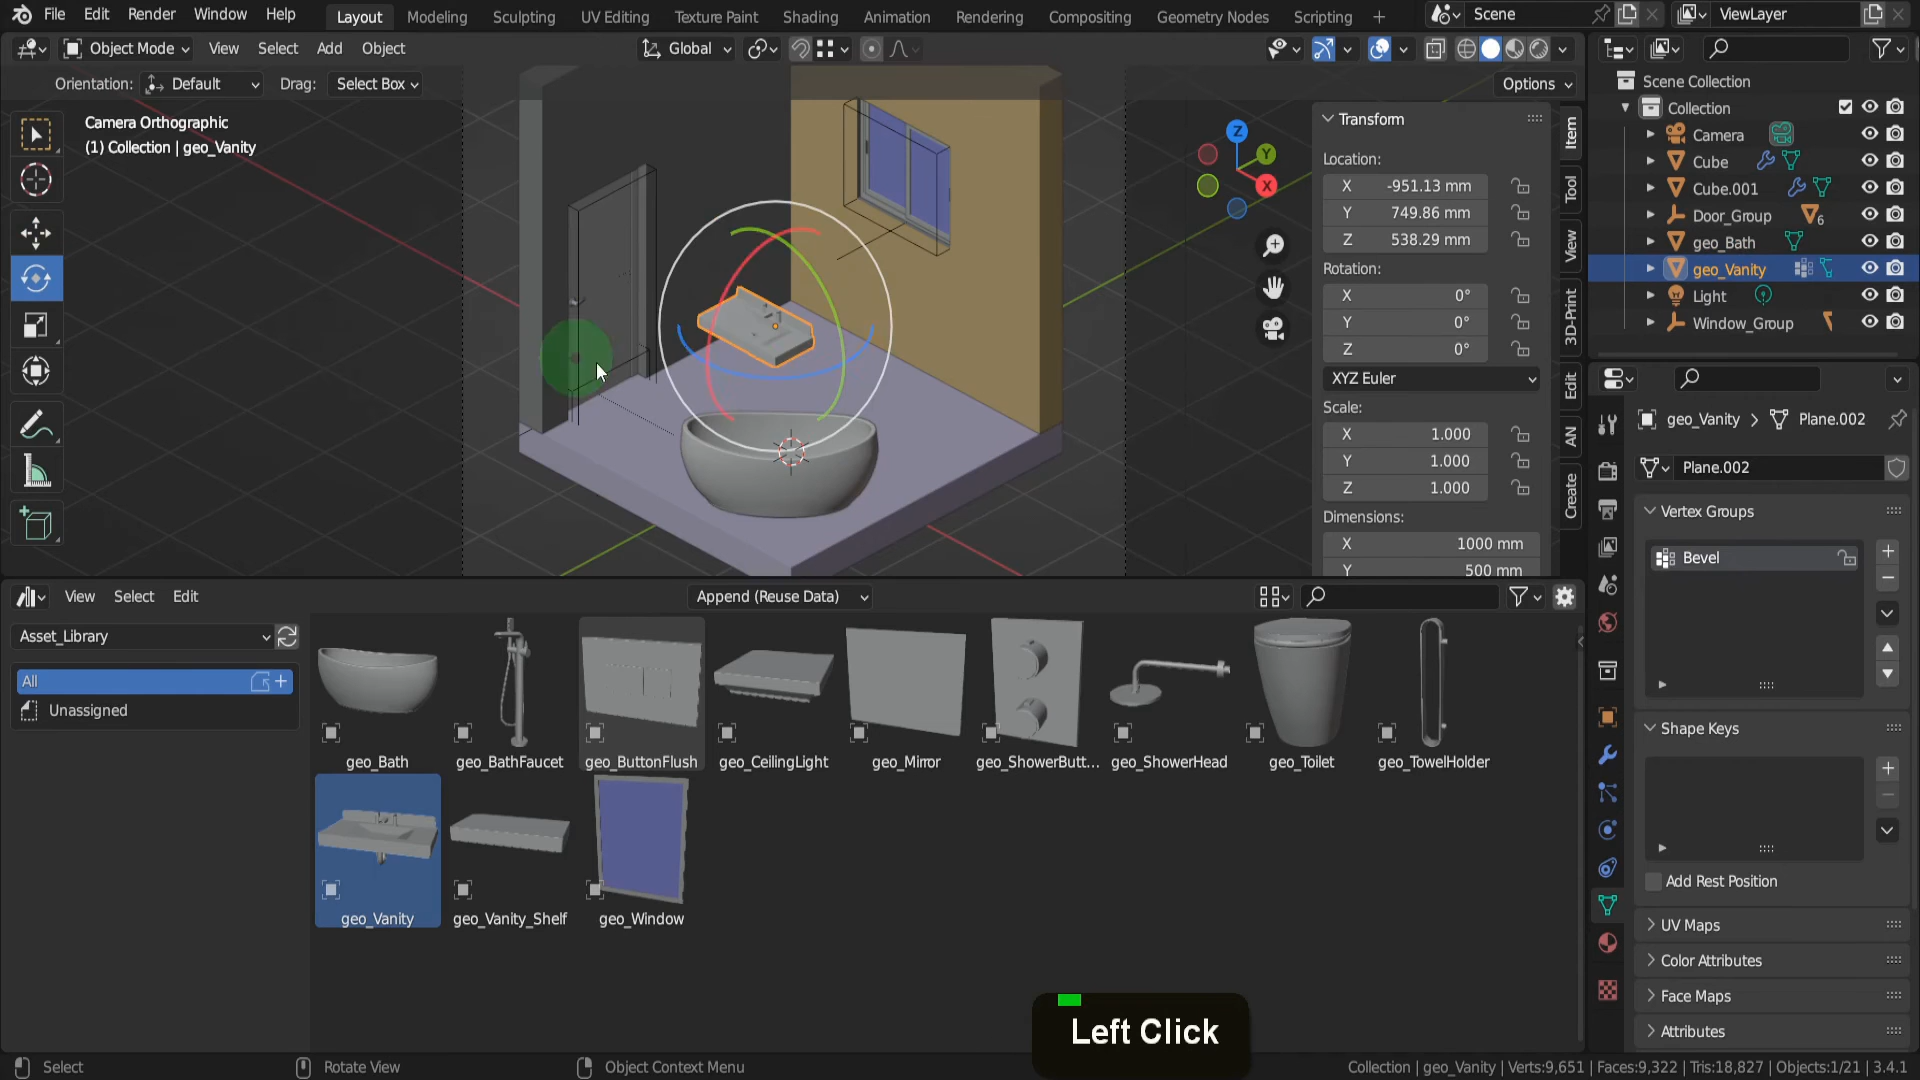 File Edit Render Window Help Layout Modeling Sculpting UV Editing Texture Paint Shading Animation Rendering Compositing Geometry Nodes Scripting Scene ViewLayer
Object Mode View Select Add Object Global
Orientation: Default Drag: Select Box Options
Camera Orthographic
(1) Collection | geo_Vanity
Z
Y
X
Transform
Location:
X -951.13 mm
Y 749.86 mm
Z 538.29 mm
Rotation:
X 0°
Y 0°
Z 0°
XYZ Euler
Scale:
X 1.000
Y 1.000
Z 1.000
Dimensions:
X 1000 mm
Y 500 mm
Item
Tool
View
3D-Print
Edit
AN
Create
Scene Collection
Collection
Camera
Cube
Cube.001
Door_Group 6
geo_Bath
geo_Vanity
Light
Window_Group
geo_Vanity Plane.002
Plane.002
Vertex Groups
Bevel
Shape Keys
Add Rest Position
UV Maps
Color Attributes
Face Maps
Attributes
View Select Edit Append (Reuse Data)
Asset_Library
All
Unassigned
geo_Bath geo_BathFaucet geo_ButtonFlush geo_CeilingLight geo_Mirror geo_ShowerButt... geo_ShowerHead geo_Toilet geo_TowelHolder
geo_Vanity geo_Vanity_Shelf geo_Window
Left Click
Select Rotate View Object Context Menu Collection | geo_Vanity | Verts:9,651 | Faces:9,322 | Tris:18,827 | Objects:1/21 | 3.4.1